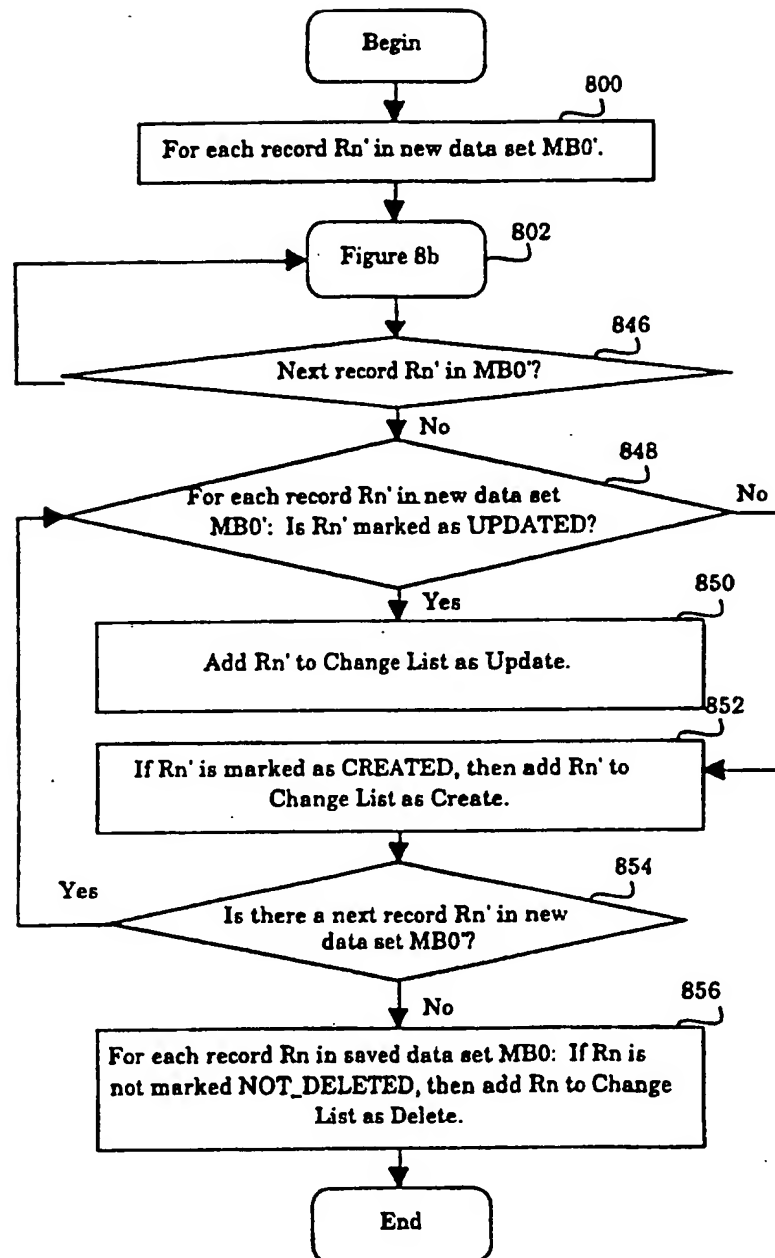 Begin
800
For each record Rn' in new data set MB0'.
Figure 8b
802
846
Next record Rn' in MB0'?
No
848
For each record Rn' in new data set
MB0': Is Rn' marked as UPDATED?
No
Yes
850
Add Rn' to Change List as Update.
852
If Rn' is marked as CREATED, then add Rn' to
Change List as Create.
Yes
854
Is there a next record Rn' in new
data set MB0'?
No
856
For each record Rn in saved data set MB0: If Rn is
not marked NOT_DELETED, then add Rn to Change
List as Delete.
End